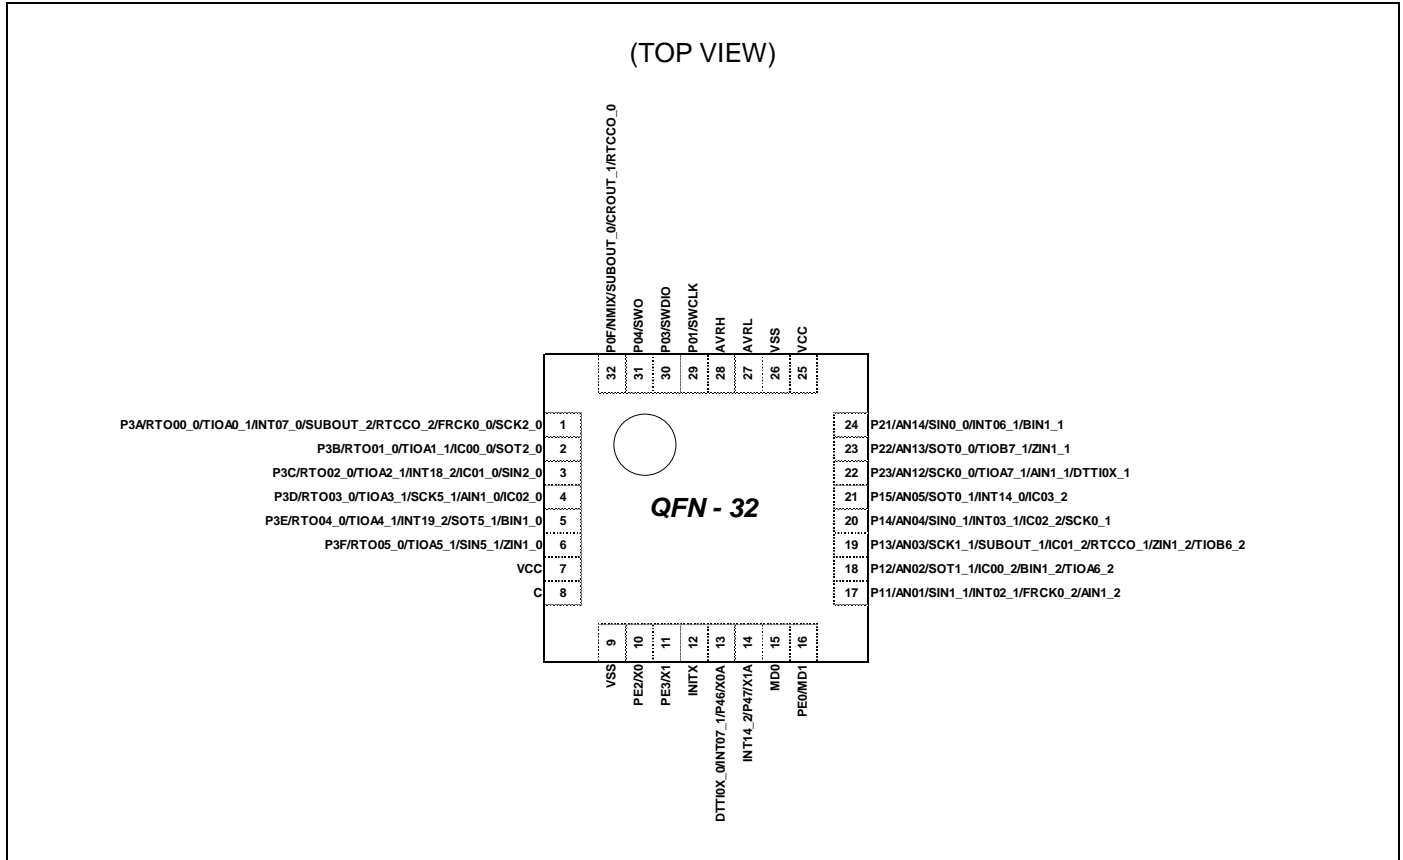 (TOP VIEW)
P0F/NMIX/SUBOUT_0/CROUT_1/RTCCO_0
P04/SWO
P03/SWDIO
P01/SWCLK
AVRH
AVRL
VSS
VCC
32
31
30
29
28
27
26
25
P3A/RTO00_0/TIOA0_1/INT07_0/SUBOUT_2/RTCCO_2/FRCK0_0/SCK2_0 1
P3B/RTO01_0/TIOA1_1/IC00_0/SOT2_0 2
P3C/RTO02_0/TIOA2_1/INT18_2/IC01_0/SIN2_0 3
P3D/RTO03_0/TIOA3_1/SCK5_1/AIN1_0/IC02_0 4
P3E/RTO04_0/TIOA4_1/INT19_2/SOT5_1/BIN1_0 5
P3F/RTO05_0/TIOA5_1/SIN5_1/ZIN1_0 6
VCC 7
C 8
QFN - 32
24 P21/AN14/SIN0_0/INT06_1/BIN1_1
23 P22/AN13/SOT0_0/TIOB7_1/ZIN1_1
22 P23/AN12/SCK0_0/TIOA7_1/AIN1_1/DTTI0X_1
21 P15/AN05/SOT0_1/INT14_0/IC03_2
20 P14/AN04/SIN0_1/INT03_1/IC02_2/SCK0_1
19 P13/AN03/SCK1_1/SUBOUT_1/IC01_2/RTCCO_1/ZIN1_2/TIOB6_2
18 P12/AN02/SOT1_1/IC00_2/BIN1_2/TIOA6_2
17 P11/AN01/SIN1_1/INT02_1/FRCK0_2/AIN1_2
9
10
11
12
13
14
15
16
VSS
PE2/X0
PE3/X1
INITX
DTTI0X_0/INT07_1/P46/X0A
INT14_2/P47/X1A
MD0
PE0/MD1